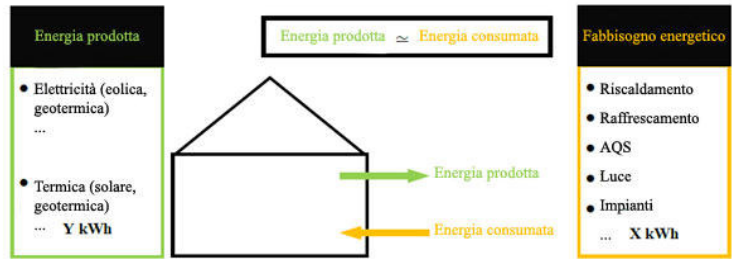 Energia prodotta
Elettricità (eolica,
geotermica)
...
Termica (solare,
geotermica)
... Y kWh
Energia prodotta ≃ Energia consumata
Energia prodotta
Energia consumata
Fabbisogno energetico
Riscaldamento
Raffrescamento
AQS
Luce
Impianti
... X kWh